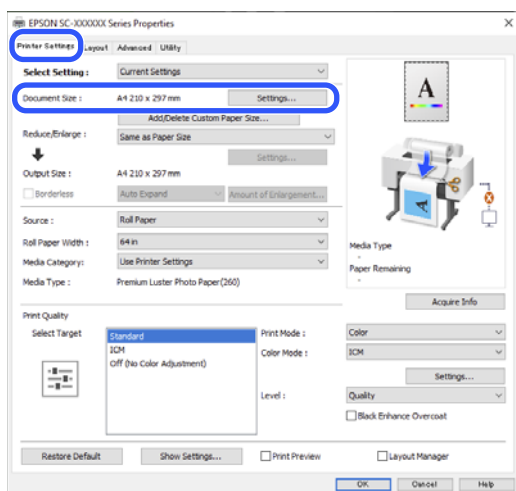 EPSON SC-XXXXXX Series Properties
Printer Settings Layout Advanced Utility
Select Setting : Current Settings
Document Size : A4 210 x 297 mm Settings...
Add/Delete Custom Paper Size...
Reduce/Enlarge : Same as Paper Size
Settings...
Output Size : A4 210 x 297 mm
Borderless Auto Expand Amount of Enlargement...
Source : Roll Paper
Roll Paper Width : 64 in
Media Category: Use Printer Settings
Media Type : Premium Luster Photo Paper(260)
A
Media Type
-
Paper Remaining
-
Acquire Info
Print Quality
Select Target
Standard
ICM
Off (No Color Adjustment)
Print Mode : Color
Color Mode : ICM
Settings...
Level : Quality
Black Enhance Overcoat
Restore Default Show Settings... Print Preview Layout Manager
OK Cancel Help